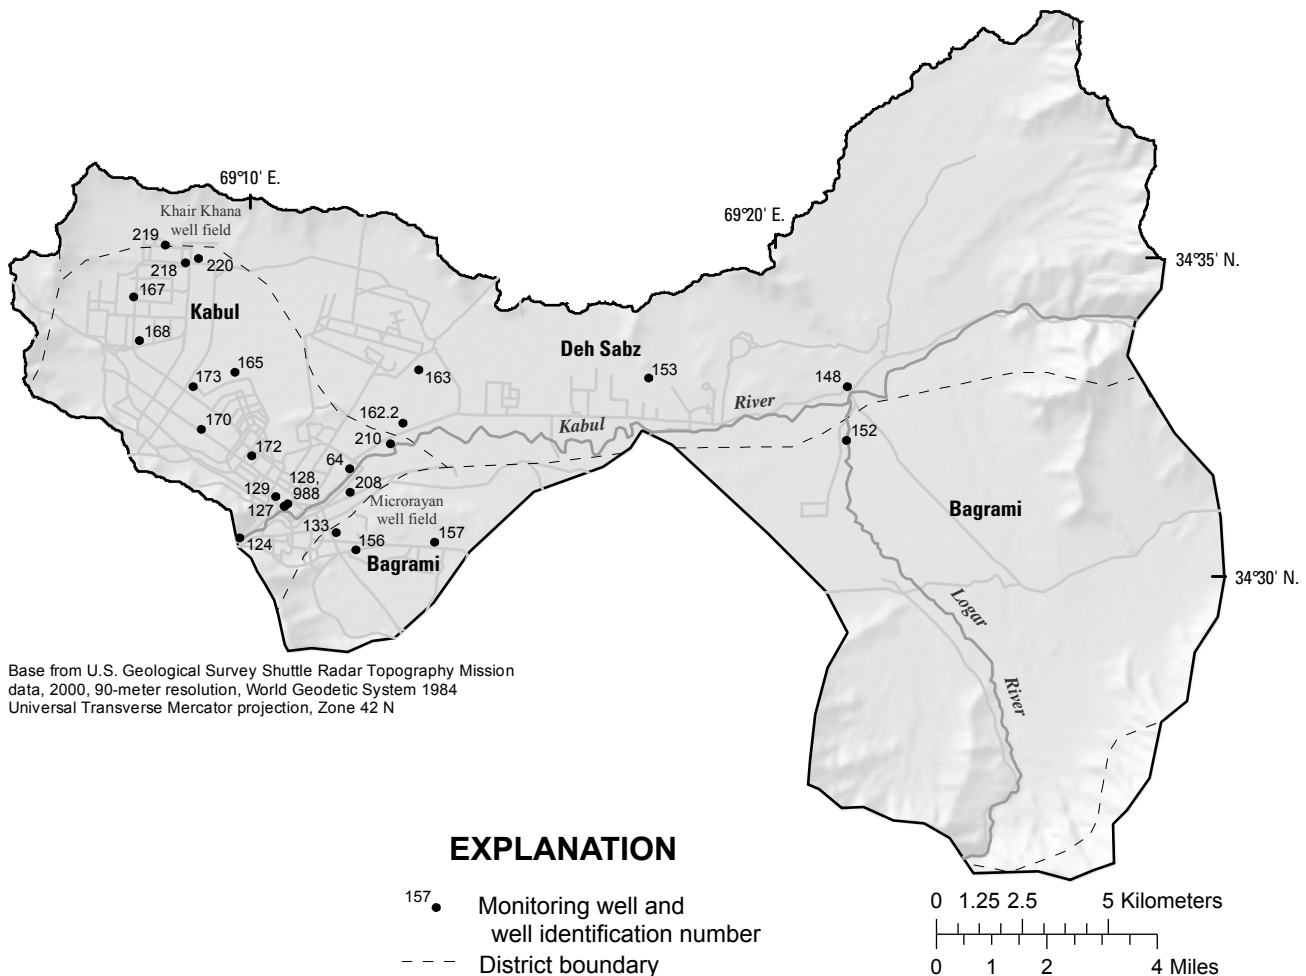 69°10' E.
Khair Khana
well field
69°20' E.
219
218
220
34°35' N.
167
Kabul
168
Deh Sabz
173
165
163
153
148
River
170
162.2
Kabul
210
152
172
64
129
128,
988
208
127
Microrayan
well field
Bagrami
133
124
156
157
Bagrami
34°30' N.
Logar
River
Base from U.S. Geological Survey Shuttle Radar Topography Mission
data, 2000, 90-meter resolution, World Geodetic System 1984
Universal Transverse Mercator projection, Zone 42 N
EXPLANATION
157 Monitoring well and
well identification number
District boundary
0 1.25 2.5 5 Kilometers
0 1 2 4 Miles